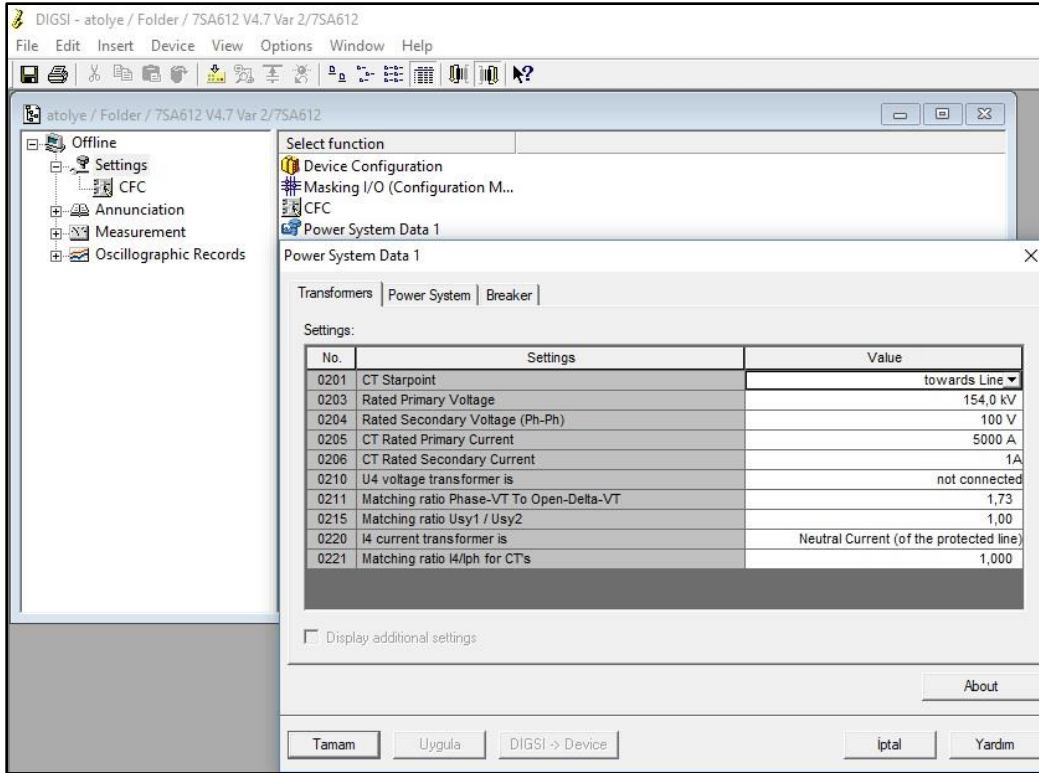 DIGSI - atolye / Folder / 7SA612 V4.7 Var 2/7SA612
File Edit Insert Device View Options Window Help
atolye / Folder / 7SA612 V4.7 Var 2/7SA612
Offline
Settings
CFC
Annunciation
Measurement
Oscillographic Records
Select function
Device Configuration
Masking I/O (Configuration M...
CFC
Power System Data 1
Power System Data 1
Transformers Power System Breaker
Settings:
No. Settings Value
0201 CT Starpoint towards Line
0203 Rated Primary Voltage 154,0 kV
0204 Rated Secondary Voltage (Ph-Ph) 100 V
0205 CT Rated Primary Current 5000 A
0206 CT Rated Secondary Current 1A
0210 U4 voltage transformer is not connected
0211 Matching ratio Phase-VT To Open-Delta-VT 1,73
0215 Matching ratio Usy1 / Usy2 1,00
0220 I4 current transformer is Neutral Current (of the protected line)
0221 Matching ratio I4/Iph for CT's 1,000
Display additional settings
About
Tamam Uygula DIGSI -> Device İptal Yardım